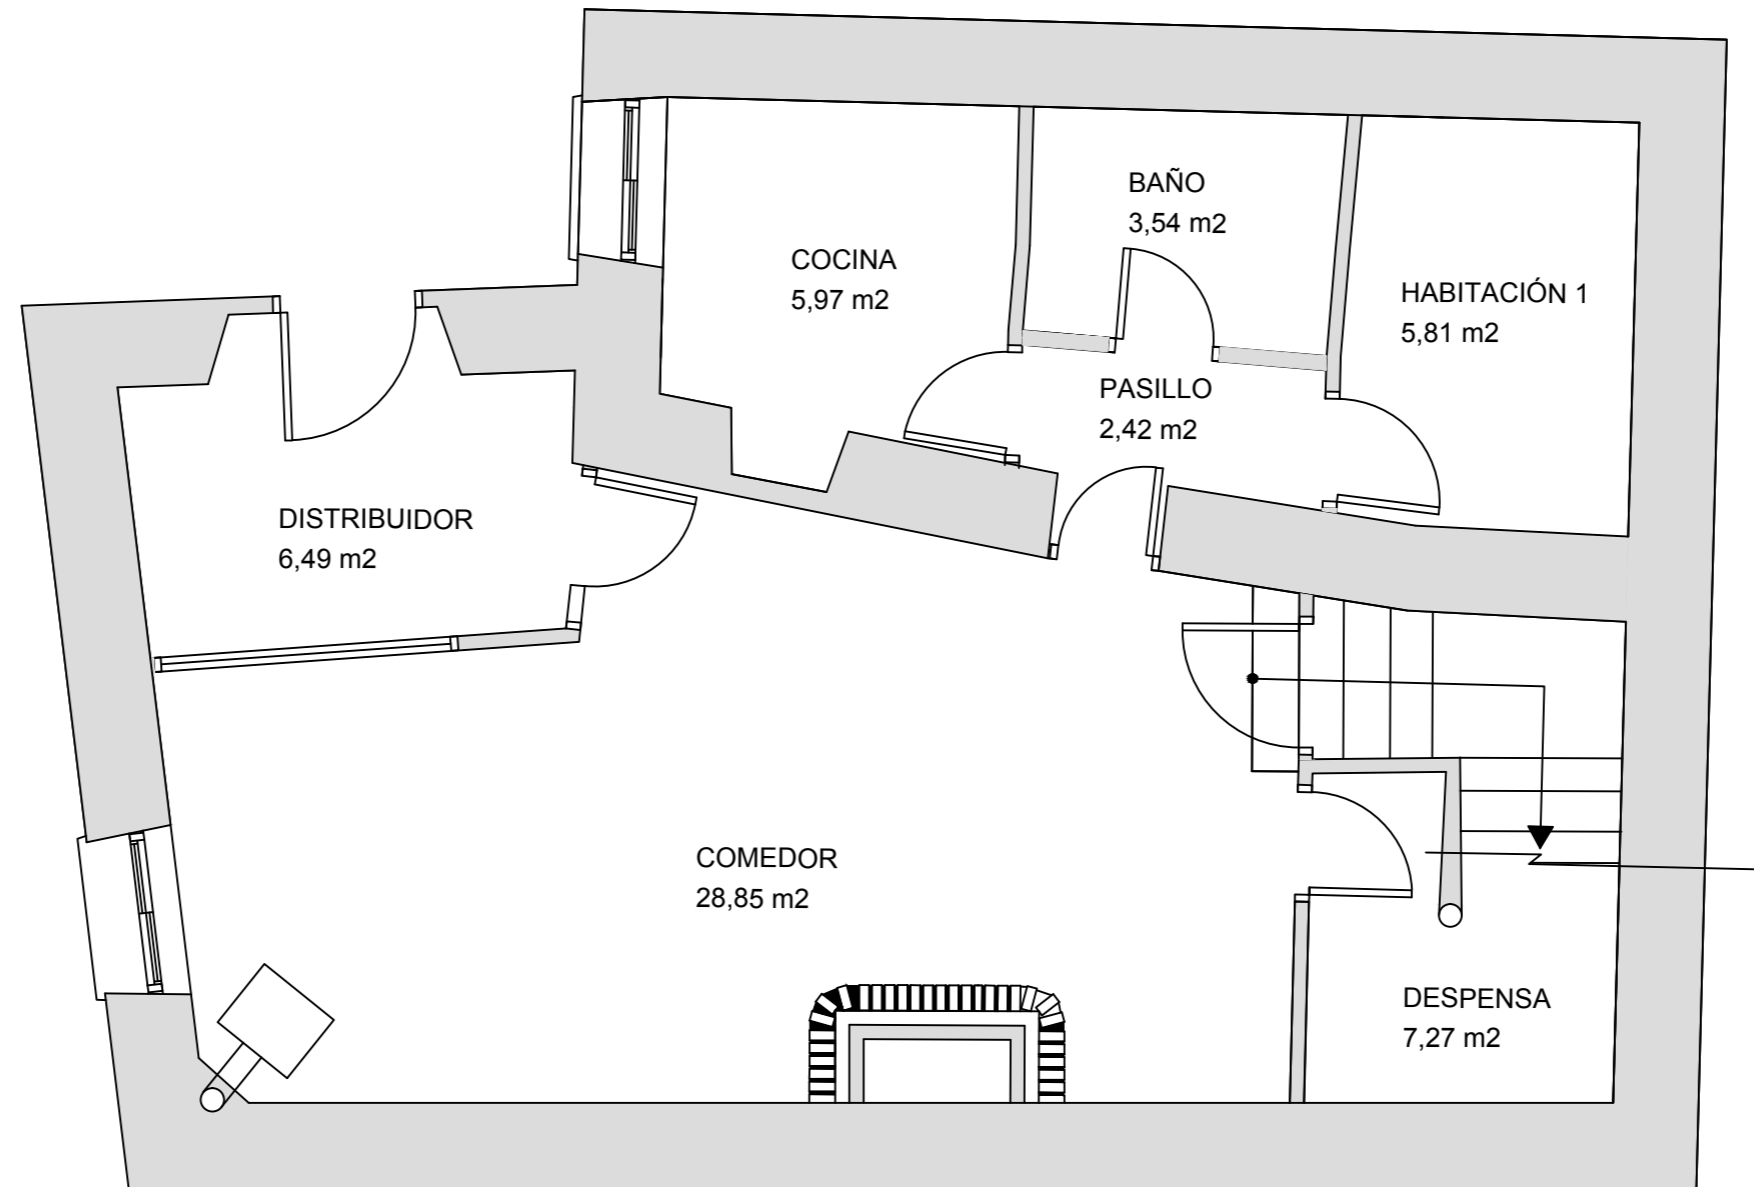 BAÑO
3,54 m2
COCINA
5,97 m2
HABITACIÓN 1
5,81 m2
PASILLO
2,42 m2
DISTRIBUIDOR
6,49 m2
COMEDOR
28,85 m2
DESPENSA
7,27 m2